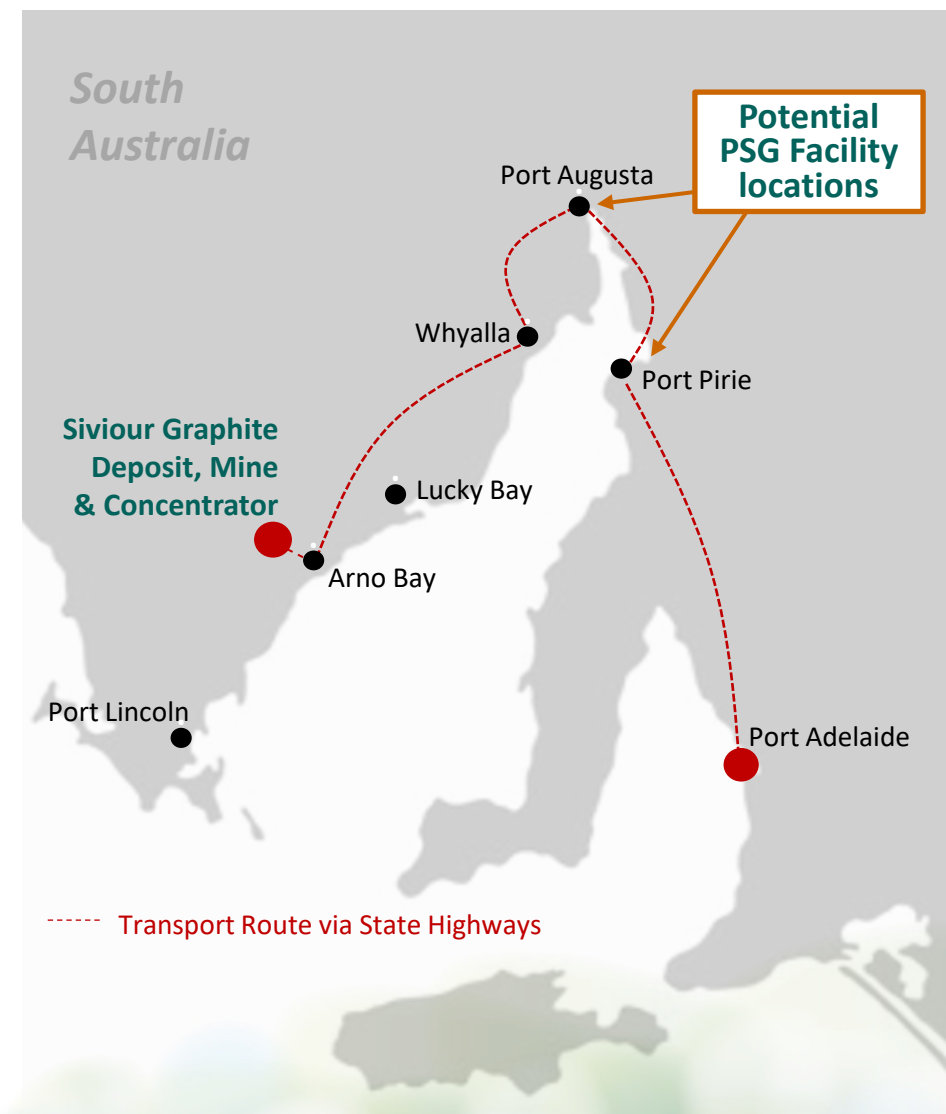 South
Australia
Potential
PSG Facility
locations
Port Augusta
Whyalla
Port Pirie
Siviour Graphite
Deposit, Mine
& Concentrator
Lucky Bay
Arno Bay
Port Lincoln
Port Adelaide
Transport Route via State Highways